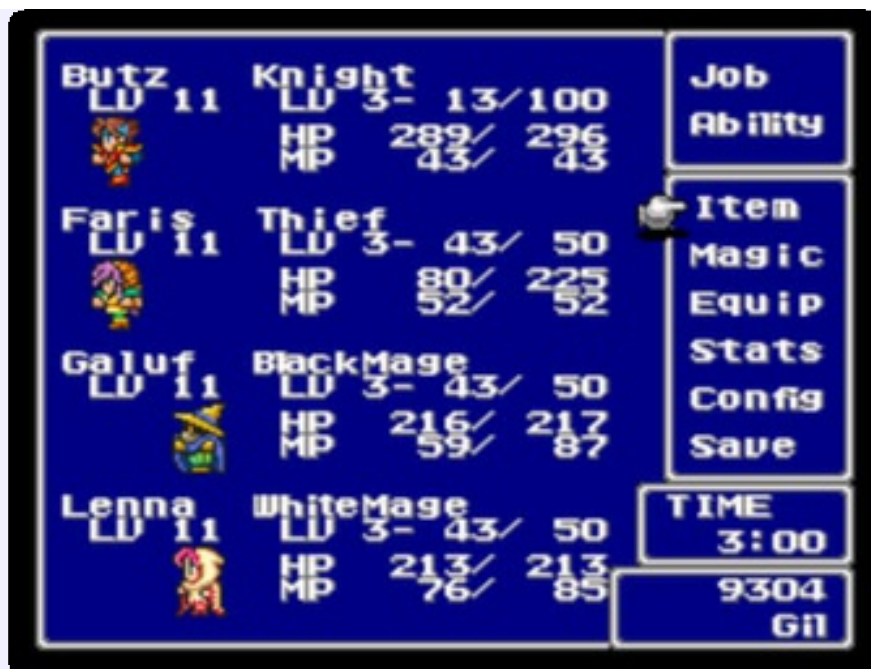 Butz Knight
LV 11 LV 3- 13/100
HP 289/ 296
MP 43/ 43
Faris Thief
LV 11 LV 3- 43/ 50
HP 80/ 225
MP 52/ 52
Galuf BlackMage
LV 11 LV 3- 43/ 50
HP 216/ 217
MP 59/ 87
Lenna WhiteMage
LV 11 LV 3- 43/ 50
HP 213/ 213
MP 76/ 85
Job
Ability
Item
Magic
Equip
Stats
Config
Save
TIME
3:00
9304
Gil